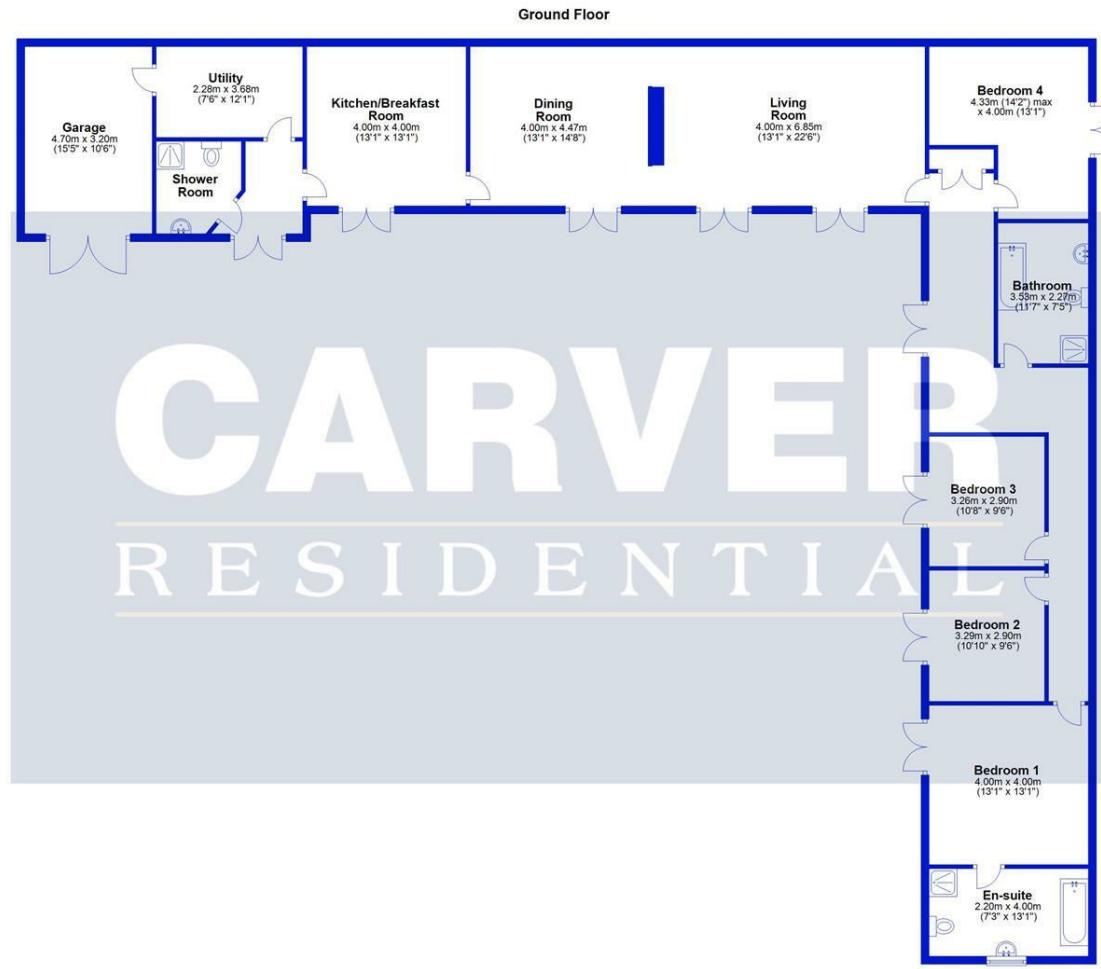 Ground Floor
Utility
2.28m x 3.68m
(7'6" x 12'1")
Garage
4.70m x 3.20m
(15'5" x 10'6")
Shower
Room
Kitchen/Breakfast
Room
4.00m x 4.00m
(13'1" x 13'1")
Dining
Room
4.00m x 4.47m
(13'1" x 14'8")
Living
Room
4.00m x 6.85m
(13'1" x 22'6")
Bedroom 4
4.33m (14'2") max
x 4.00m (13'1")
Bathroom
3.53m x 2.27m
(11'7" x 7'5")
CARVER
RESIDENTIAL
Bedroom 3
3.26m x 2.90m
(10'8" x 9'6")
Bedroom 2
3.29m x 2.90m
(10'10" x 9'6")
Bedroom 1
4.00m x 4.00m
(13'1" x 13'1")
En-suite
2.20m x 4.00m
(7'3" x 13'1")